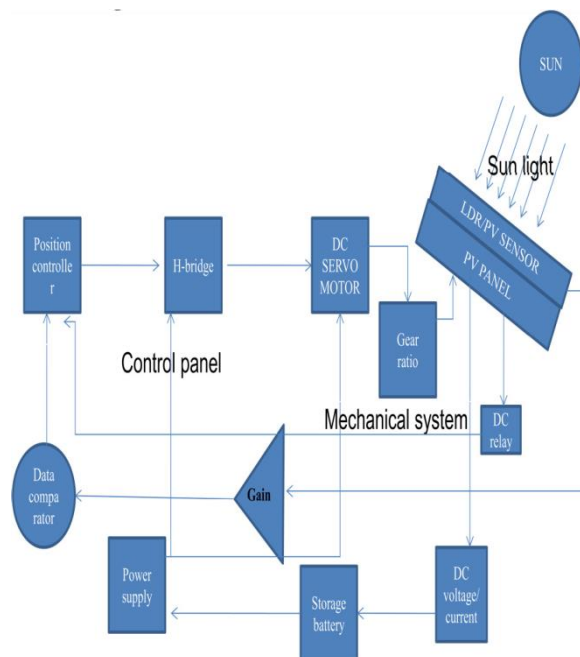 SUN
Sun light
LDR/PV SENSOR
PV PANEL
Position
controlle
r
H-bridge
DC
SERVO
MOTOR
Gear
ratio
Control panel
Mechanical system
DC
relay
Data
compa
rator
Gain
Power
supply
Storage
battery
DC
voltage/
current